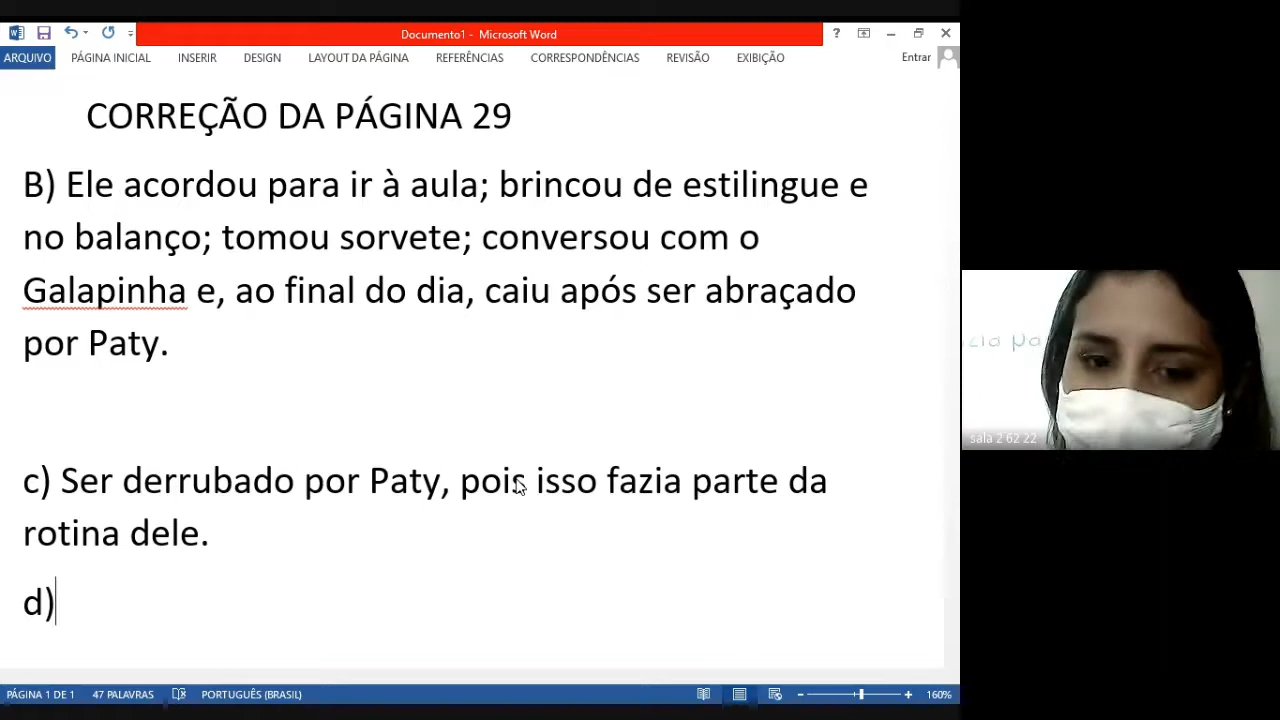 Documento1 - Microsoft Word
?
ARQUIVO PÁGINA INICIAL INSERIR DESIGN LAYOUT DA PÁGINA REFERÊNCIAS CORRESPONDÊNCIAS REVISÃO EXIBIÇÃO Entrar
CORREÇÃO DA PÁGINA 29
B) Ele acordou para ir à aula; brincou de estilingue e
no balanço; tomou sorvete; conversou com o
Galapinha e, ao final do dia, caiu após ser abraçado
por Paty.
c) Ser derrubado por Paty, pois isso fazia parte da
rotina dele.
d)
sala 2 62 22
PÁGINA 1 DE 1 47 PALAVRAS PORTUGUÊS (BRASIL) 160%